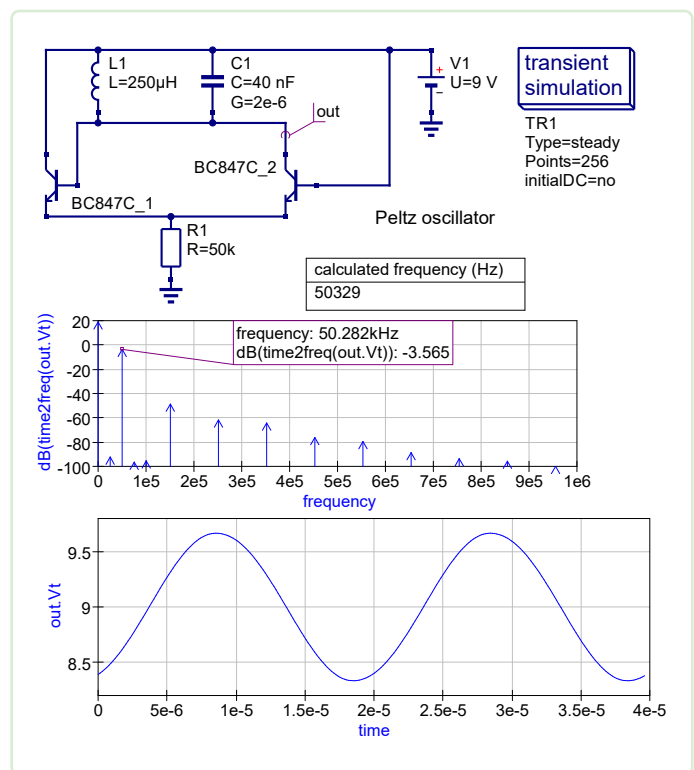 L1
L=250µH
C1
C=40 nF
G=2e-6
V1
U=9 V
+
−
transient
simulation
TR1
Type=steady
Points=256
initialDC=no
out
BC847C_2
BC847C_1
R1
R=50k
Peltz oscillator
calculated frequency (Hz)
50329
dB(time2freq(out.Vt))
20
0
-20
-40
-60
-80
-100
frequency: 50.282kHz
dB(time2freq(out.Vt)): -3.565
0 1e5 2e5 3e5 4e5 5e5 6e5 7e5 8e5 9e5 1e6
frequency
out.Vt
9.5
9
8.5
0 5e-6 1e-5 1.5e-5 2e-5 2.5e-5 3e-5 3.5e-5 4e-5
time